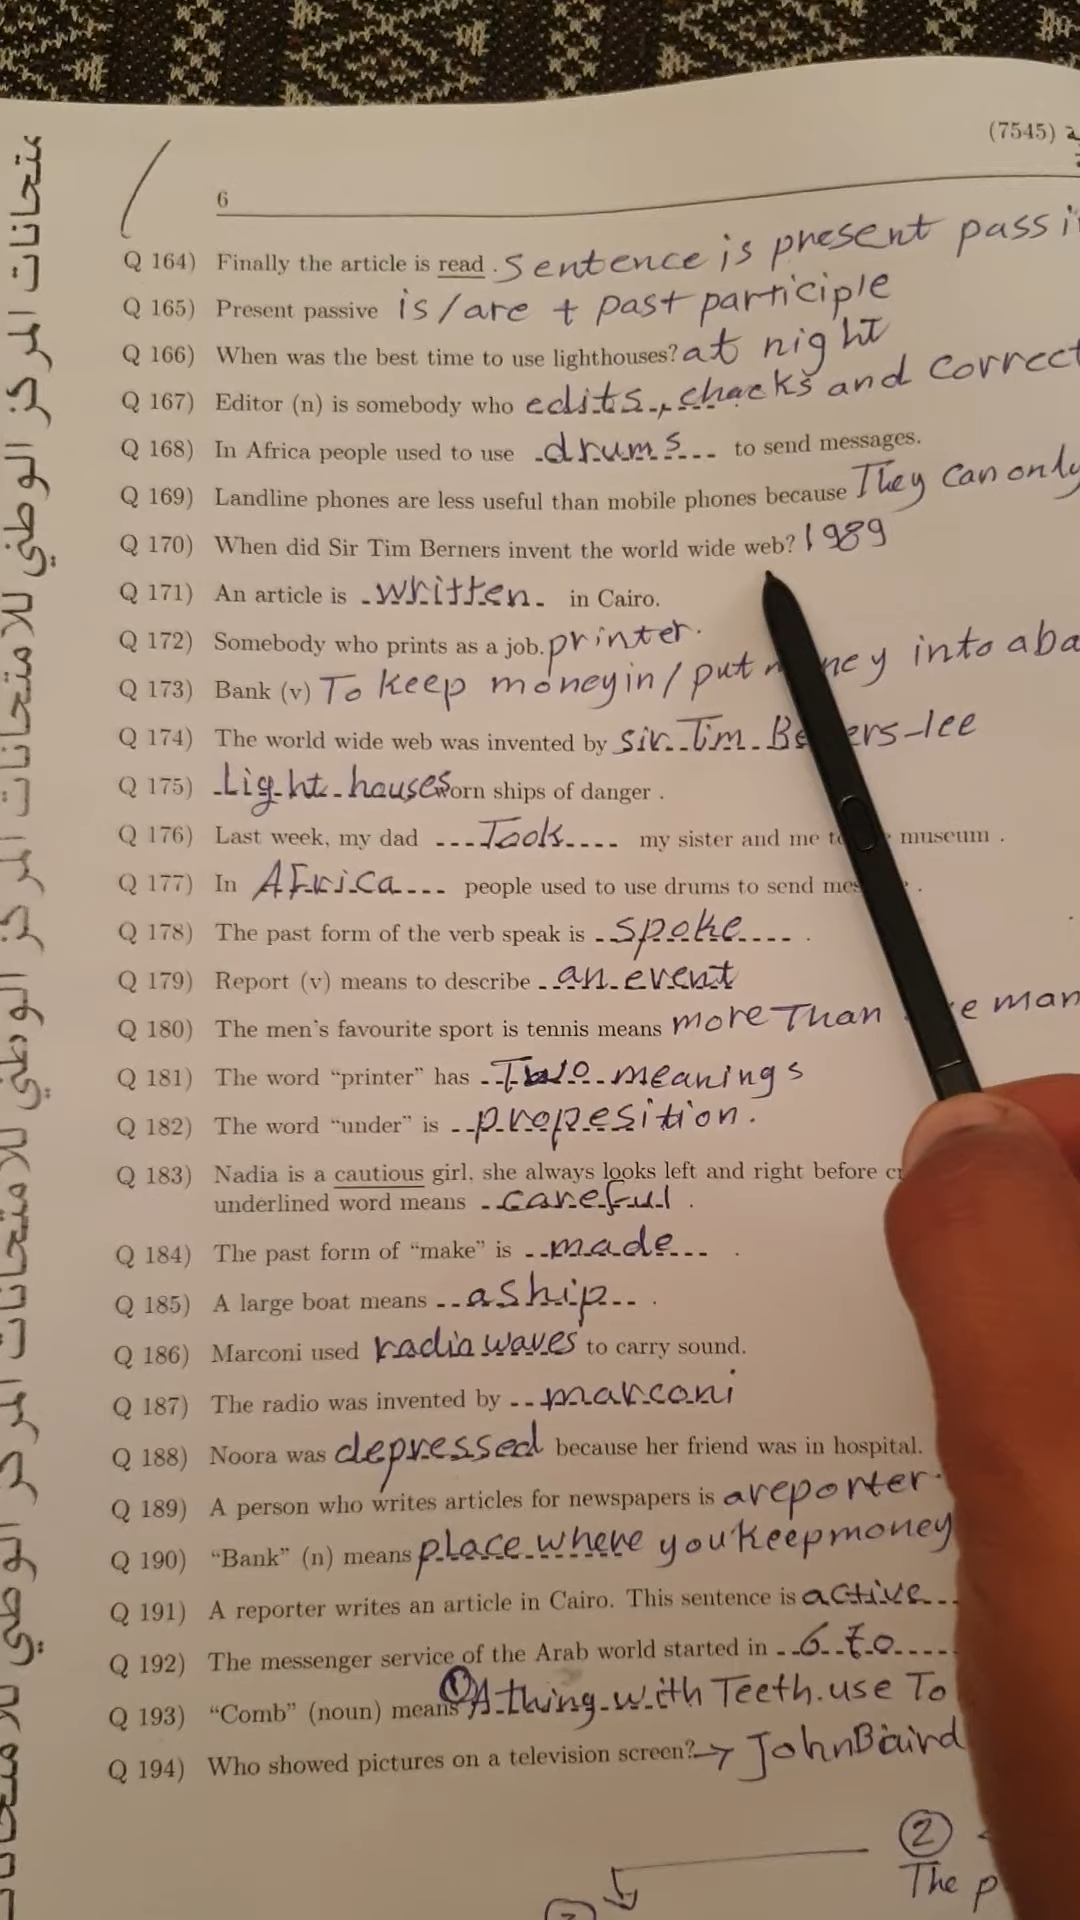 (7545)
6
Q 164) Finally the article is read. Sentence is present
Q 165) Present passive is/are + past participle
Q 166) When was the best time to use lighthouses? at night
Q 167) Editor (n) is somebody who edits, chacks and correct
Q 168) In Africa people used to use drums to send messages.
Q 169) Landline phones are less useful than mobile phones because They can only
Q 170) When did Sir Tim Berners invent the world wide web? 1989
Q 171) An article is written in Cairo.
Q 172) Somebody who prints as a job. printer.
Q 173) Bank (v) To keep money in / put into
Q 174) The world wide web was invented by sir Tim
Q 175) Light houses worn ships of danger .
Q 176) Last week, my dad Took my sister and me museum .
Q 177) In Africa people used to use drums to send
Q 178) The past form of the verb speak is spoke .
Q 179) Report (v) means to describe an event
Q 180) The men's favourite sport is tennis means more Than
Q 181) The word "printer" has Two meanings
Q 182) The word "under" is preposition.
Q 183) Nadia is a cautious girl, she always looks left and right before
underlined word means careful .
Q 184) The past form of "make" is made .
Q 185) A large boat means a ship .
Q 186) Marconi used radio waves to carry sound.
Q 187) The radio was invented by marconi
Q 188) Noora was depressed because her friend was in hospital.
Q 189) A person who writes articles for newspapers is a reporter.
Q 190) "Bank" (n) means place where you keep money
Q 191) A reporter writes an article in Cairo. This sentence is active
Q 192) The messenger service of the Arab world started in 670
Q 193) "Comb" (noun) means ① A thing with Teeth use To
Q 194) Who showed pictures on a television screen? → John Baird
②
The
امتحانات المركز الوطني للامتحانات المركز الوطني للامتحانات المركز الوطني للامتحانات